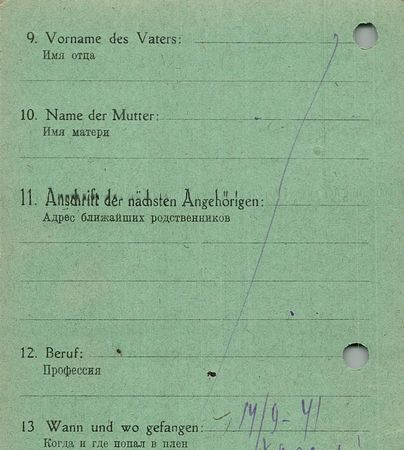 9. Vorname des Vaters:
Имя отца
10. Name der Mutter:
Имя матери
11. Anschrift der nächsten Angehörigen:
Адрес ближайших родственников
12. Beruf:
Профессия
13 Wann und wo gefangen: 14/9-41
Когда и где попал в плен